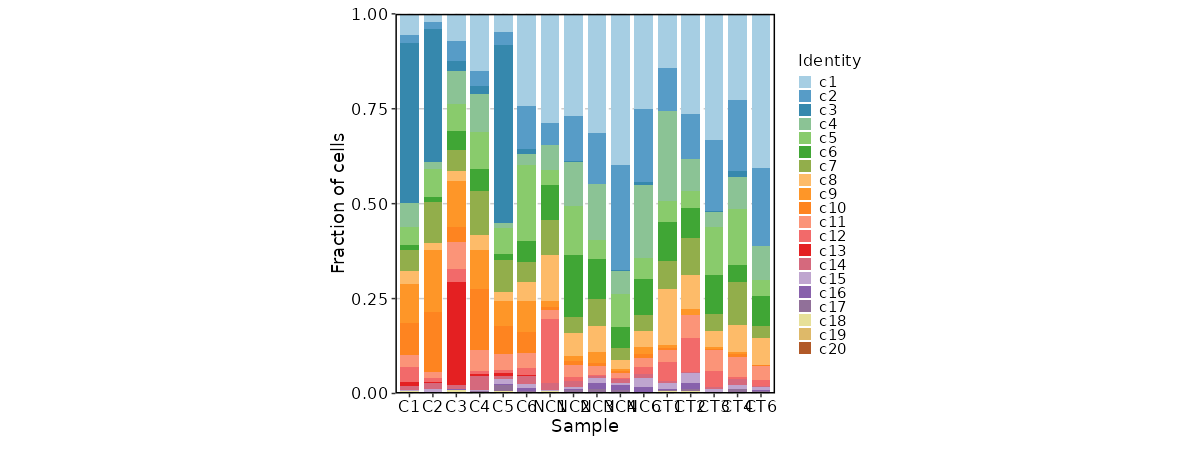 1.00
0.75
0.50
0.25
0.00
Fraction of cells
C1 C2 C3 C4 C5 C6 NC1 NC2 NC3 NC4 NC6 CT1 CT2 CT3 CT4 CT6
Sample
Identity
c1
c2
c3
c4
c5
c6
c7
c8
c9
c10
c11
c12
c13
c14
c15
c16
c17
c18
c19
c20